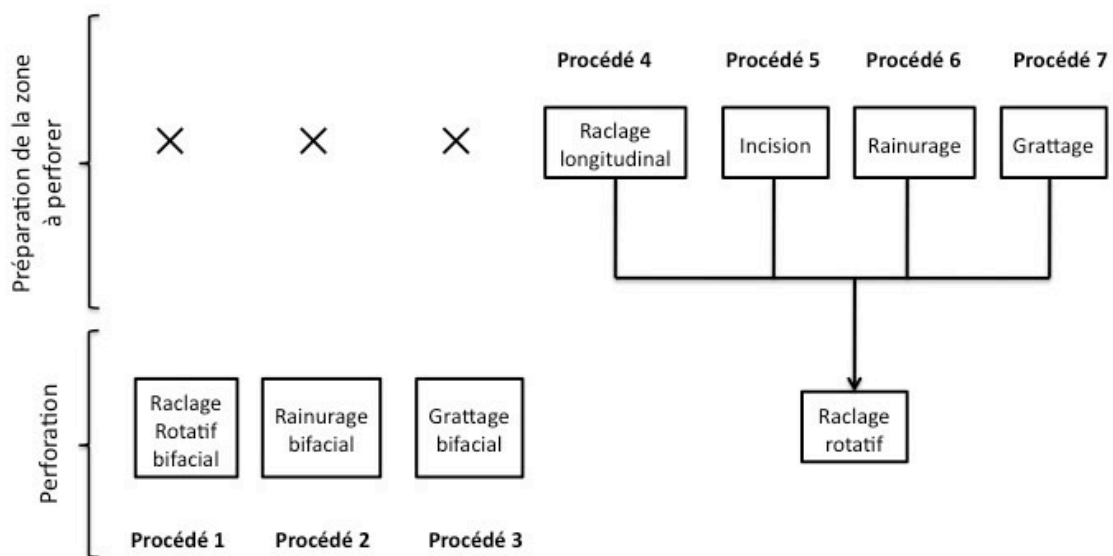 Préparation de la zone
à perforer
Procédé 4
Procédé 5
Procédé 6
Procédé 7
Raclage
longitudinal
Incision
Rainurage
Grattage
Perforation
Raclage
Rotatif
bifacial
Rainurage
bifacial
Grattage
bifacial
Raclage
rotatif
Procédé 1
Procédé 2
Procédé 3